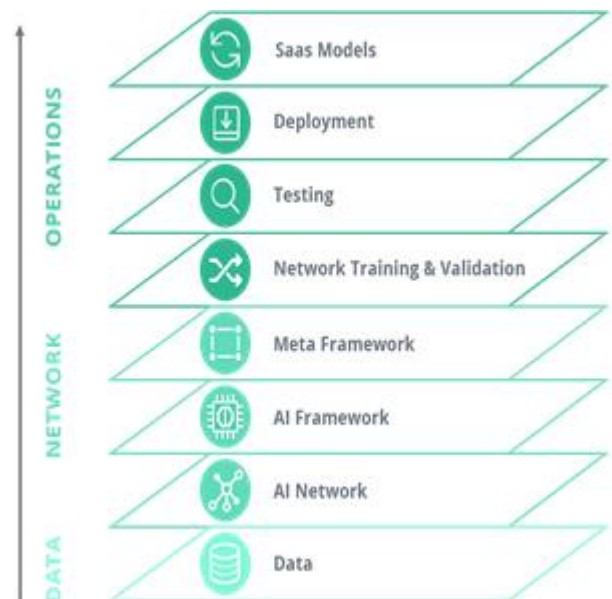 Saas Models
Deployment
Testing
Network Training & Validation
Meta Framework
AI Framework
AI Network
Data
OPERATIONS
NETWORK
DATA